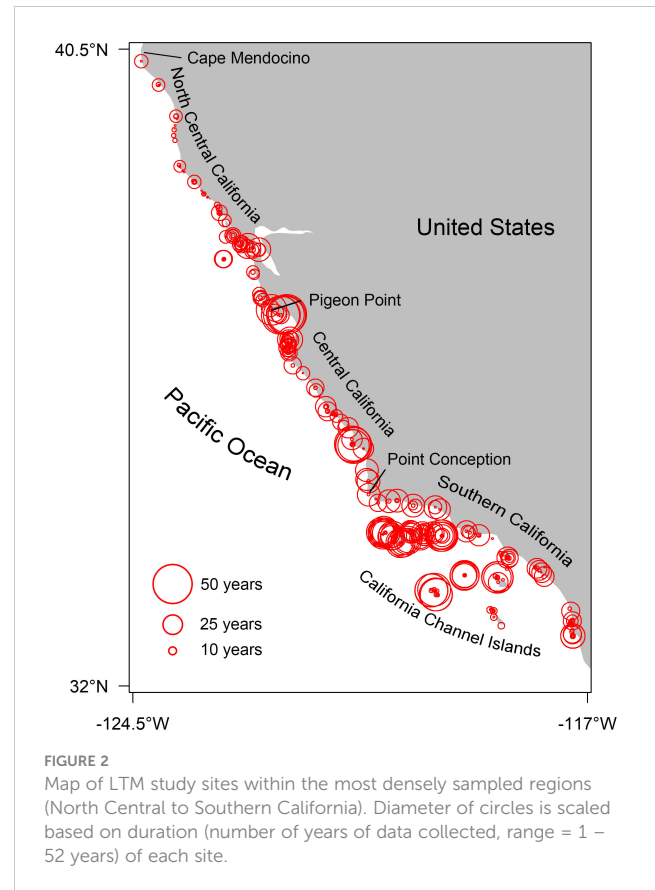 40.5°N
Cape Mendocino
North Central California
United States
Pigeon Point
Central California
Pacific Ocean
Point Conception
Southern California
50 years
25 years
10 years
California Channel Islands
32°N
-124.5°W
-117°W
FIGURE 2
Map of LTM study sites within the most densely sampled regions
(North Central to Southern California). Diameter of circles is scaled
based on duration (number of years of data collected, range = 1 –
52 years) of each site.